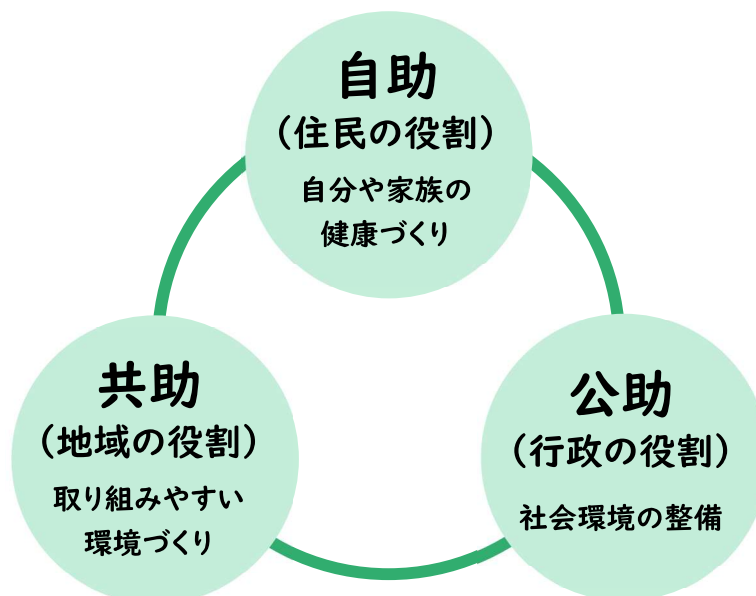 自助
（住民の役割）
自分や家族の
健康づくり
共助
（地域の役割）
取り組みやすい
環境づくり
公助
（行政の役割）
社会環境の整備